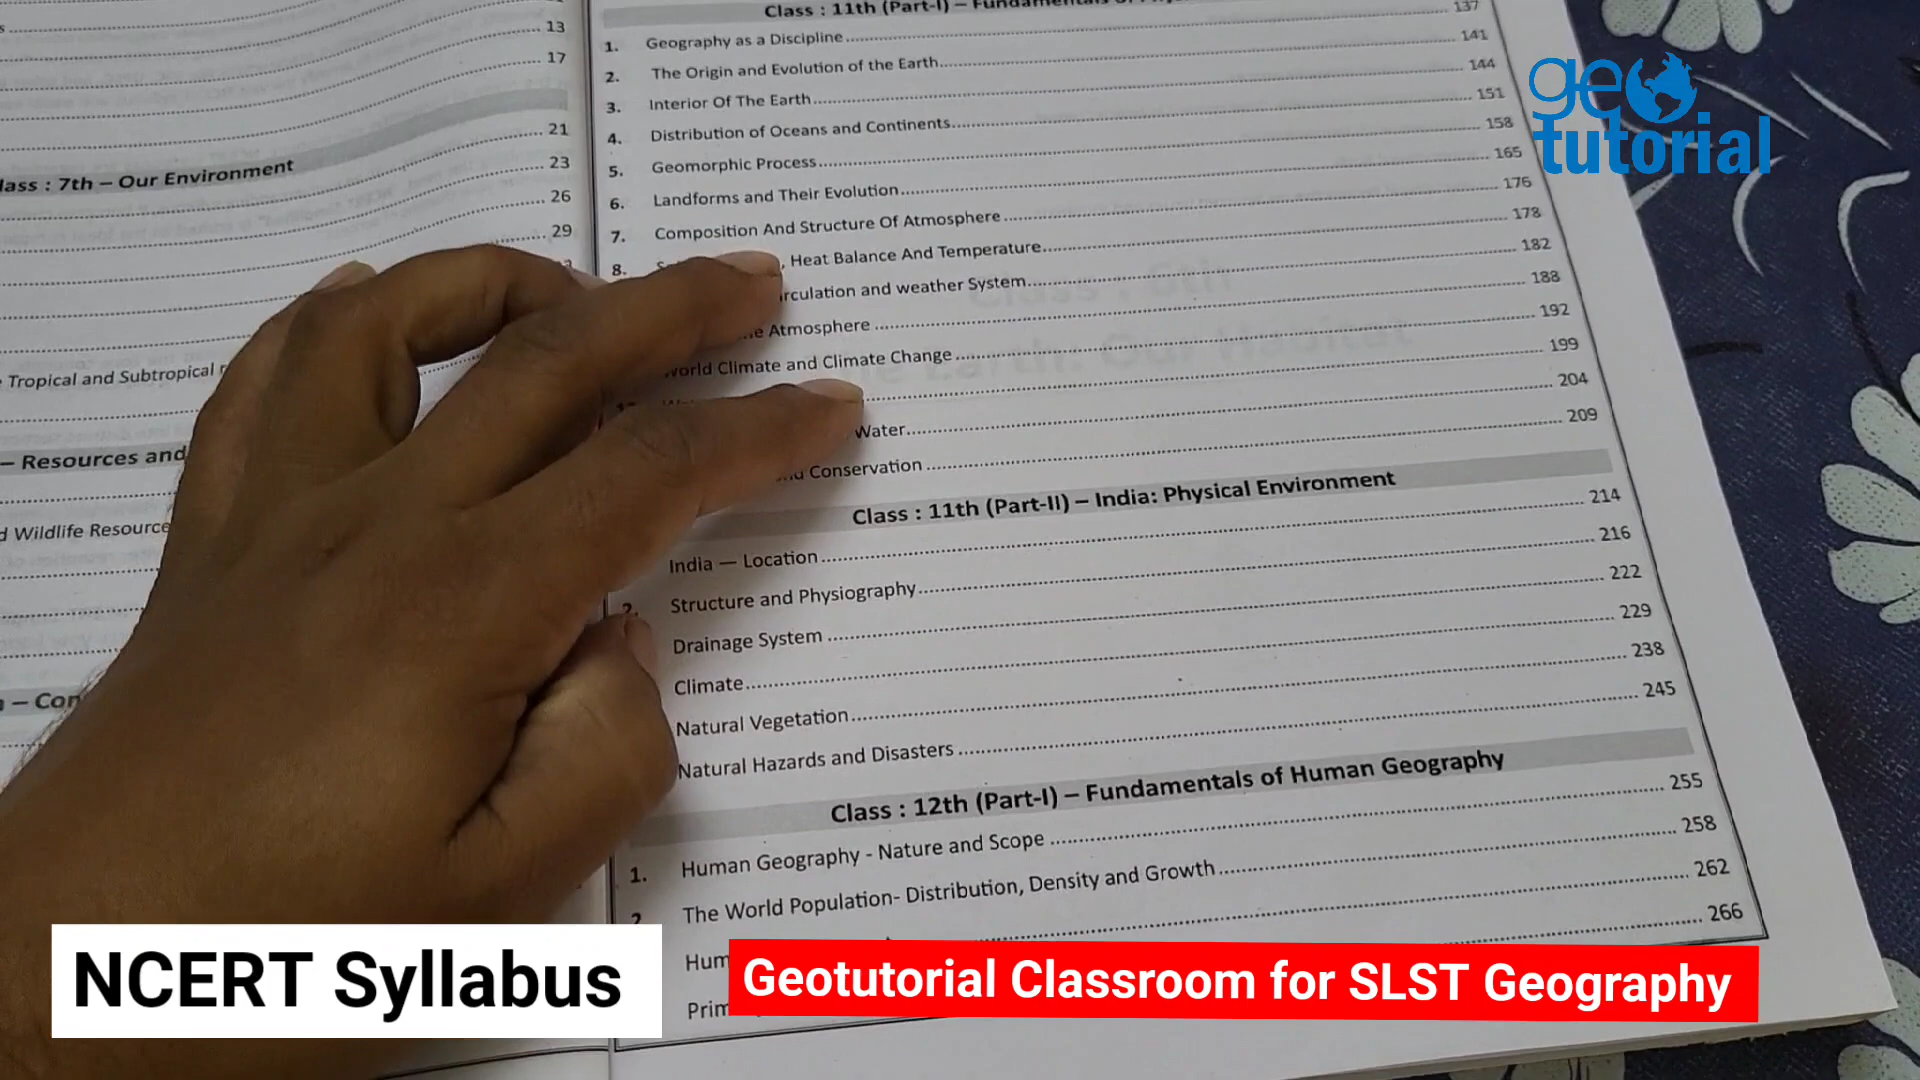 13
17
21
lass : 7th – Our Environment
23
26
29
Tropical and Subtropical r
– Resources and
d Wildlife Resource
– Con
Class : 11th (Part-I) –
137
1. Geography as a Discipline 141
2. The Origin and Evolution of the Earth 144
3. Interior Of The Earth 151
4. Distribution of Oceans and Continents 158
5. Geomorphic Process 165
6. Landforms and Their Evolution 176
7. Composition And Structure Of Atmosphere 178
8. , Heat Balance And Temperature 182
rculation and weather System 188
e Atmosphere 192
World Climate and Climate Change 199
204
Water 209
Conservation
Class : 11th (Part-II) – India: Physical Environment
India — Location 214
2. Structure and Physiography 216
Drainage System 222
Climate 229
Natural Vegetation 238
Natural Hazards and Disasters 245
Class : 12th (Part-I) – Fundamentals of Human Geography
1. Human Geography - Nature and Scope 255
2 The World Population- Distribution, Density and Growth 258
Hum 262
Prim 266
geo
tutorial
NCERT Syllabus
Geotutorial Classroom for SLST Geography